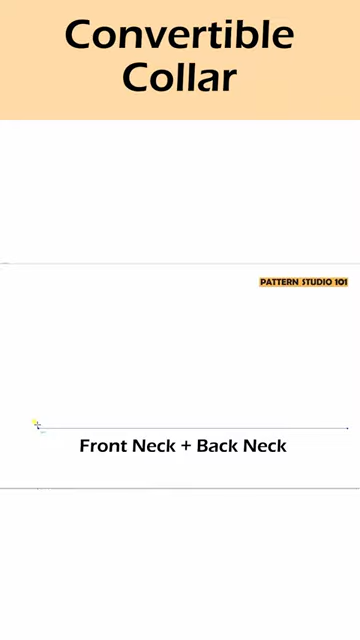 Convertible
Collar
PATTERN STUDIO 101
Front Neck + Back Neck